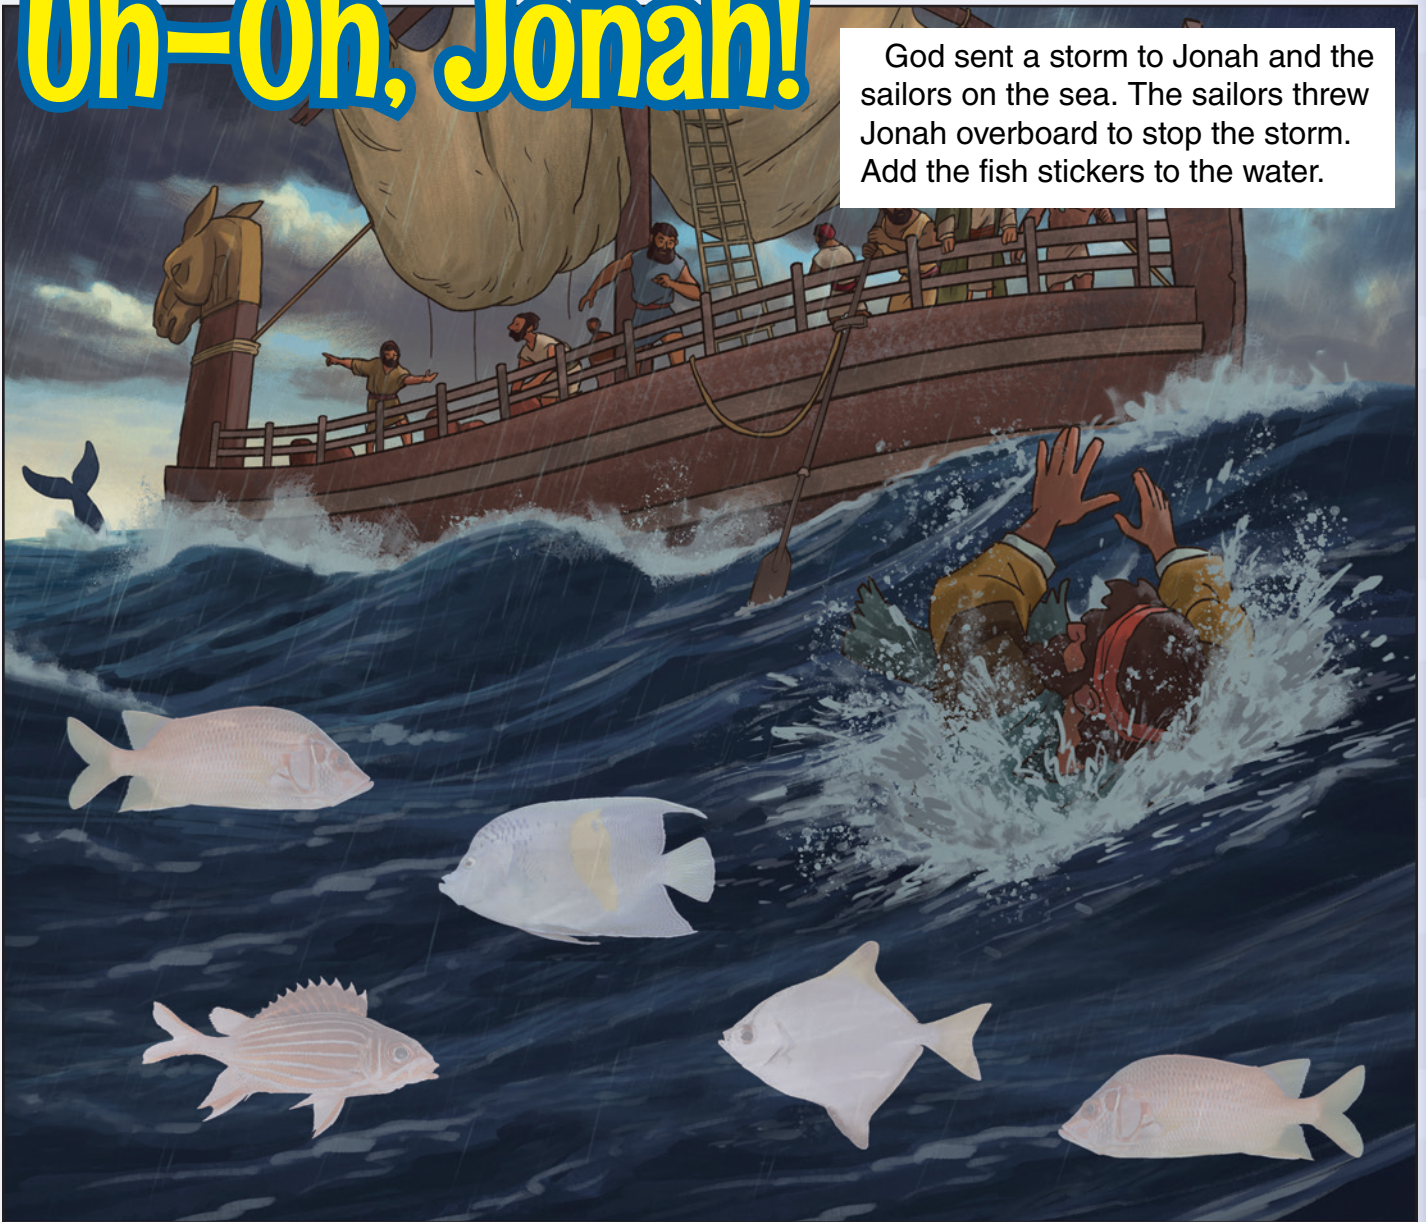 Uh-Oh, Jonah!
God sent a storm to Jonah and the
sailors on the sea. The sailors threw
Jonah overboard to stop the storm.
Add the fish stickers to the water.